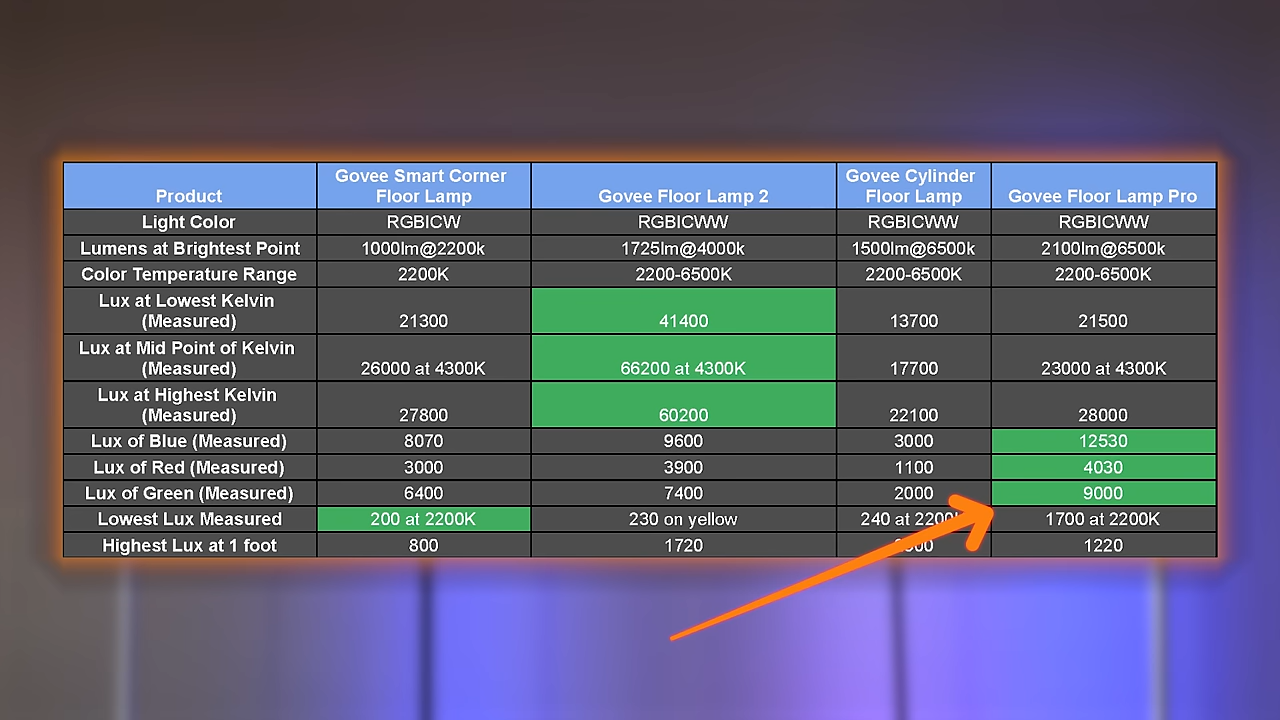 Product Govee Smart Corner Floor Lamp Govee Floor Lamp 2 Govee Cylinder Floor Lamp Govee Floor Lamp Pro
Light Color RGBICW RGBICWW RGBICWW RGBICWW
Lumens at Brightest Point 1000lm@2200k 1725lm@4000k 1500lm@6500k 2100lm@6500k
Color Temperature Range 2200K 2200-6500K 2200-6500K 2200-6500K
Lux at Lowest Kelvin (Measured) 21300 41400 13700 21500
Lux at Mid Point of Kelvin (Measured) 26000 at 4300K 66200 at 4300K 17700 23000 at 4300K
Lux at Highest Kelvin (Measured) 27800 60200 22100 28000
Lux of Blue (Measured) 8070 9600 3000 12530
Lux of Red (Measured) 3000 3900 1100 4030
Lux of Green (Measured) 6400 7400 2000 9000
Lowest Lux Measured 200 at 2200K 230 on yellow 240 at 1700 at 2200K
Highest Lux at 1 foot 800 1720 1220